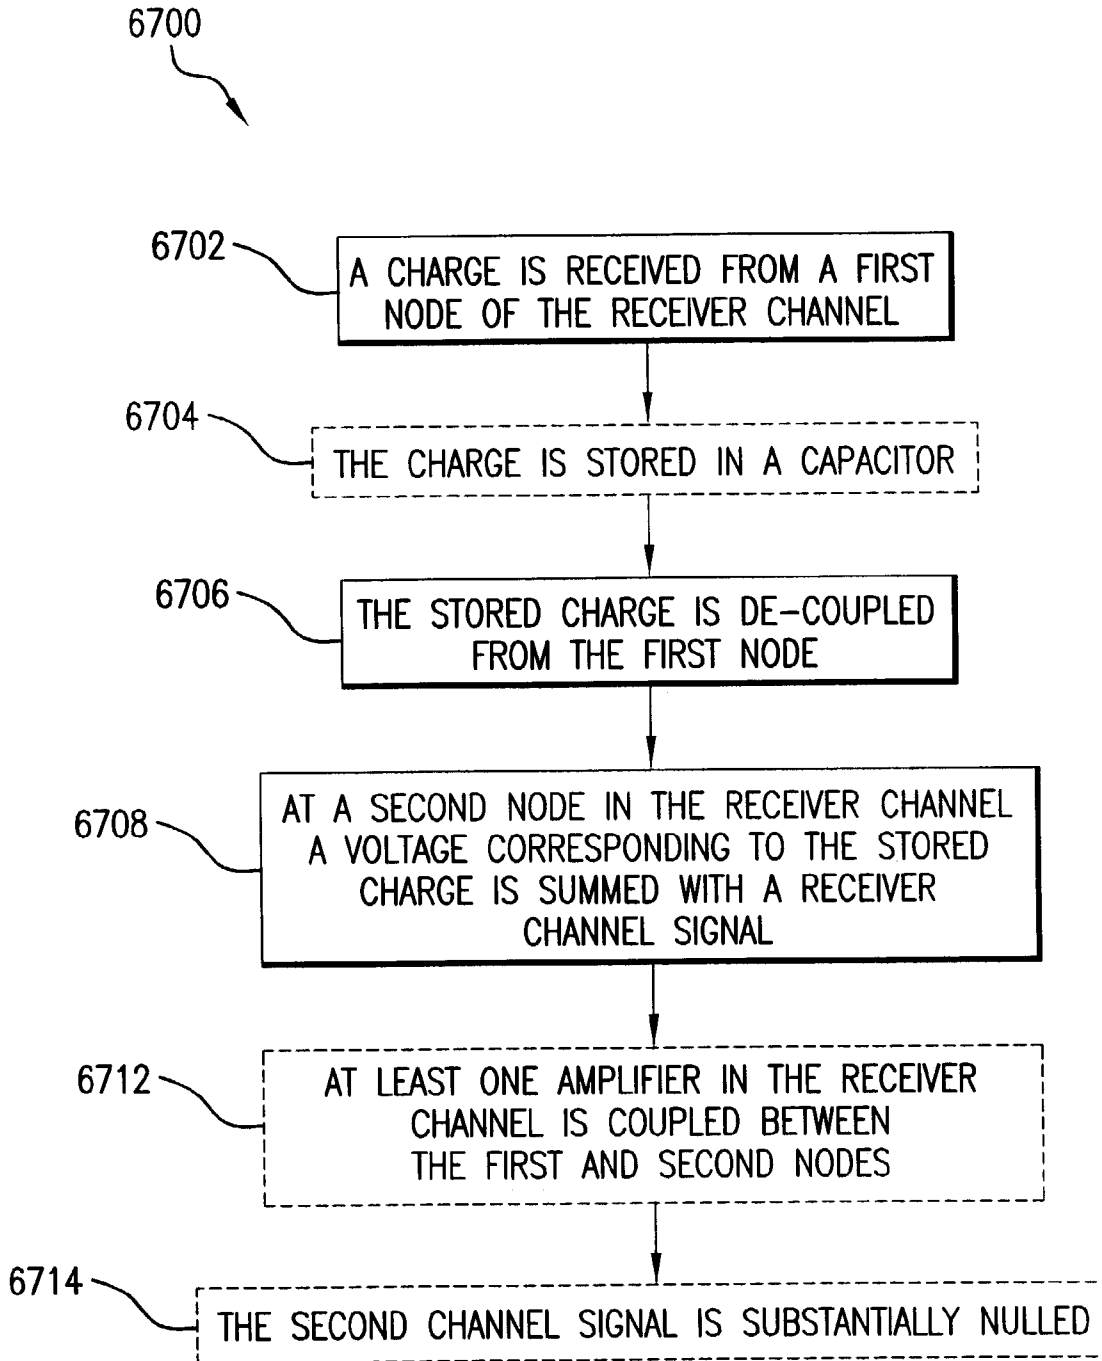 6700
6702
A CHARGE IS RECEIVED FROM A FIRST
NODE OF THE RECEIVER CHANNEL
6704
THE CHARGE IS STORED IN A CAPACITOR
6706
THE STORED CHARGE IS DE-COUPLED
FROM THE FIRST NODE
6708
AT A SECOND NODE IN THE RECEIVER CHANNEL
A VOLTAGE CORRESPONDING TO THE STORED
CHARGE IS SUMMED WITH A RECEIVER
CHANNEL SIGNAL
6712
AT LEAST ONE AMPLIFIER IN THE RECEIVER
CHANNEL IS COUPLED BETWEEN
THE FIRST AND SECOND NODES
6714
THE SECOND CHANNEL SIGNAL IS SUBSTANTIALLY NULLED